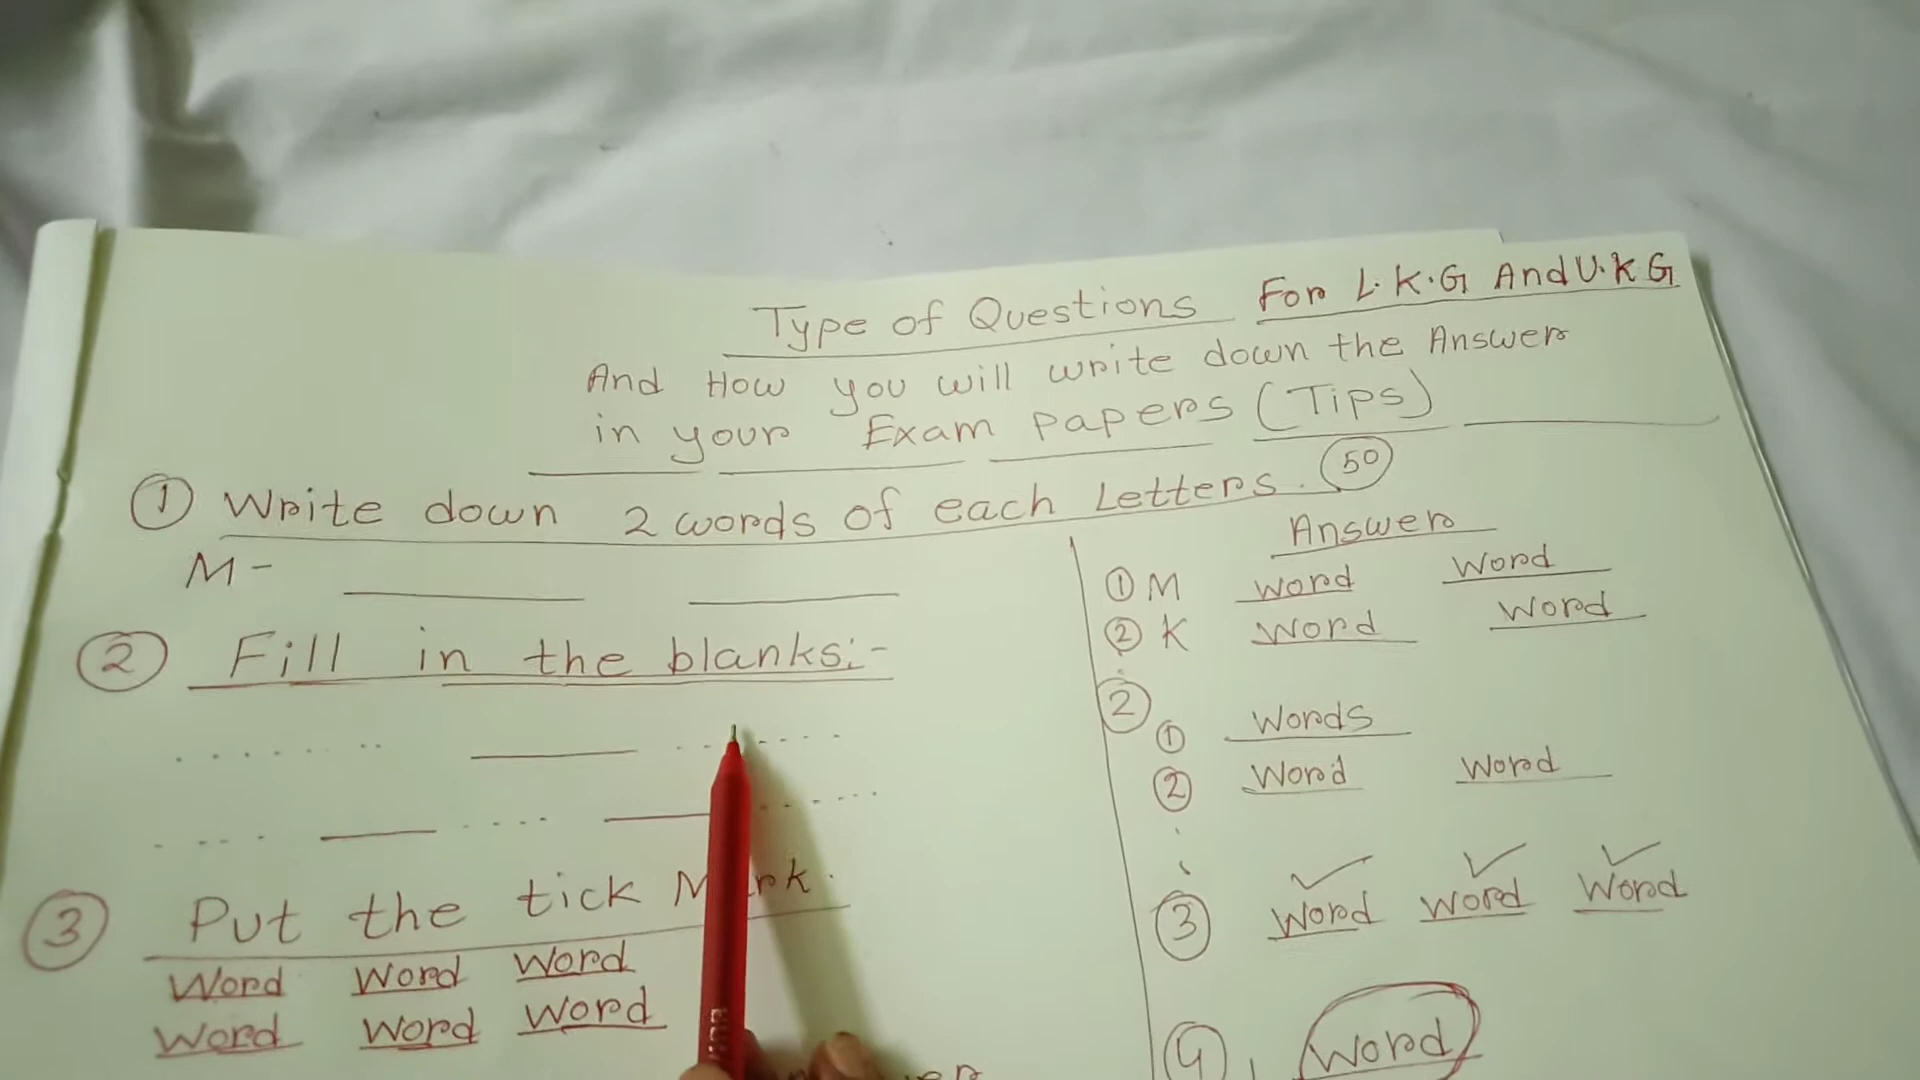 Type of Questions For L.K.G And U.K.G
And How you will write down the Answer
in your Exam papers (Tips)
① Write down 2 words of each Letters. 50
M -
② Fill in the blanks:-
③ Put the tick
Word Word Word
Word Word Word
Answer
① M Word Word
② K Word Word
②
① Words
② Word Word
③ Word Word Word
Word